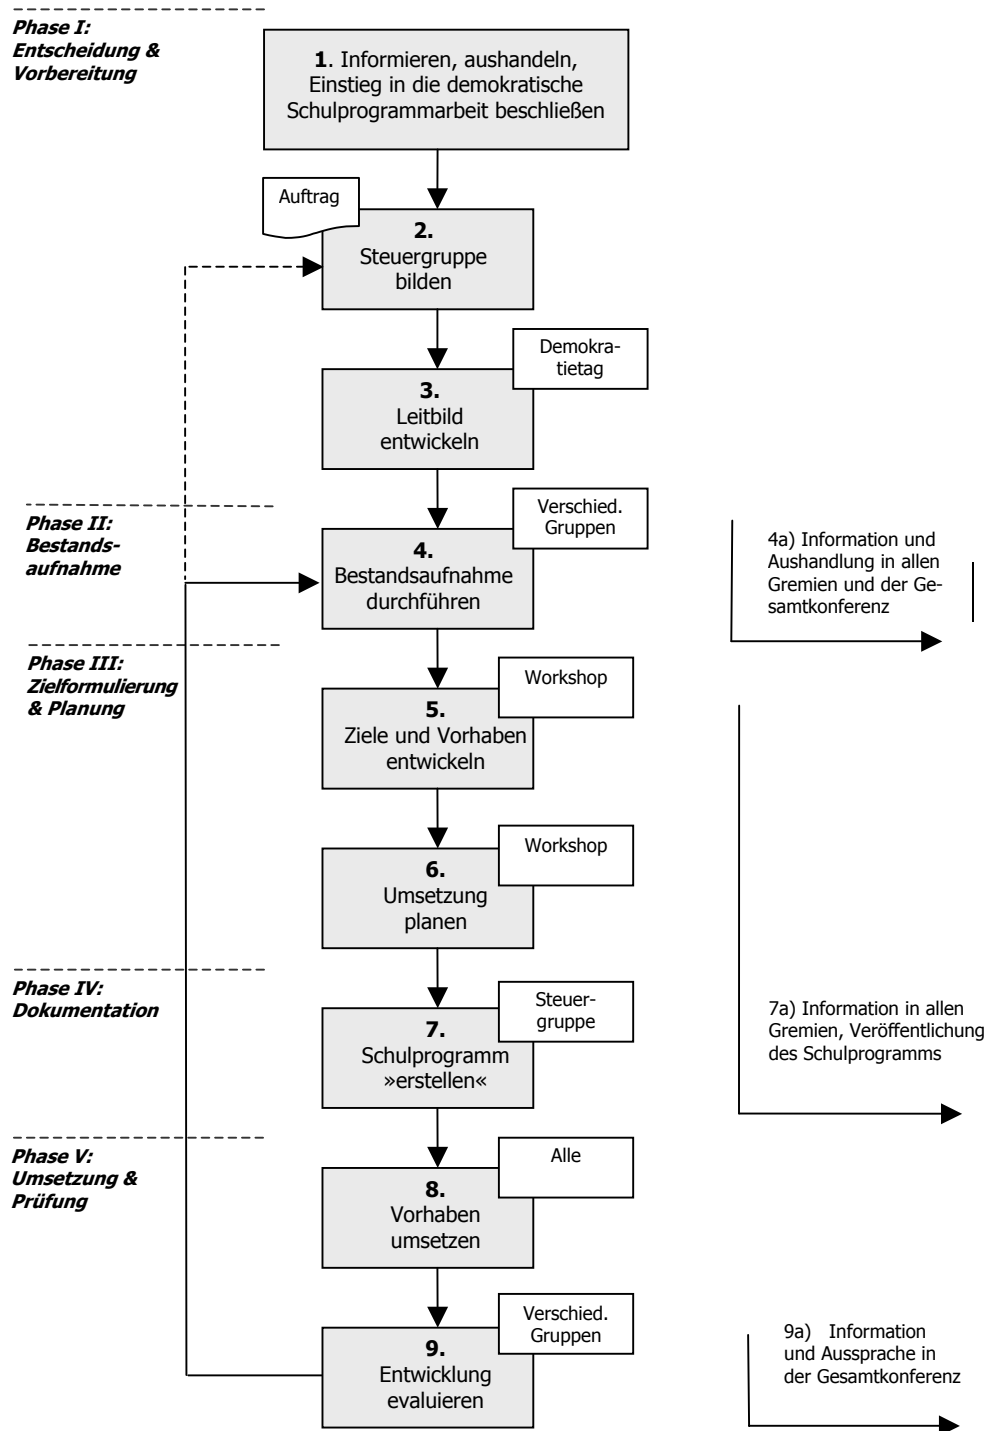 Phase I:
Entscheidung &
Vorbereitung
1. Informieren, aushandeln,
Einstieg in die demokratische
Schulprogrammarbeit beschließen
Auftrag
2.
Steuergruppe
bilden
Demokra-
tietag
3.
Leitbild
entwickeln
Phase II:
Bestands-
aufnahme
Verschied.
Gruppen
4.
Bestandsaufnahme
durchführen
4a) Information und
Aushandlung in allen
Gremien und der Ge-
samtkonferenz
Phase III:
Zielformulierung
& Planung
Workshop
5.
Ziele und Vorhaben
entwickeln
Workshop
6.
Umsetzung
planen
Phase IV:
Dokumentation
Steuer-
gruppe
7.
Schulprogramm
»erstellen«
7a) Information in allen
Gremien, Veröffentlichung
des Schulprogramms
Phase V:
Umsetzung &
Prüfung
Alle
8.
Vorhaben
umsetzen
Verschied.
Gruppen
9.
Entwicklung
evaluieren
9a) Information
und Aussprache in
der Gesamtkonferenz